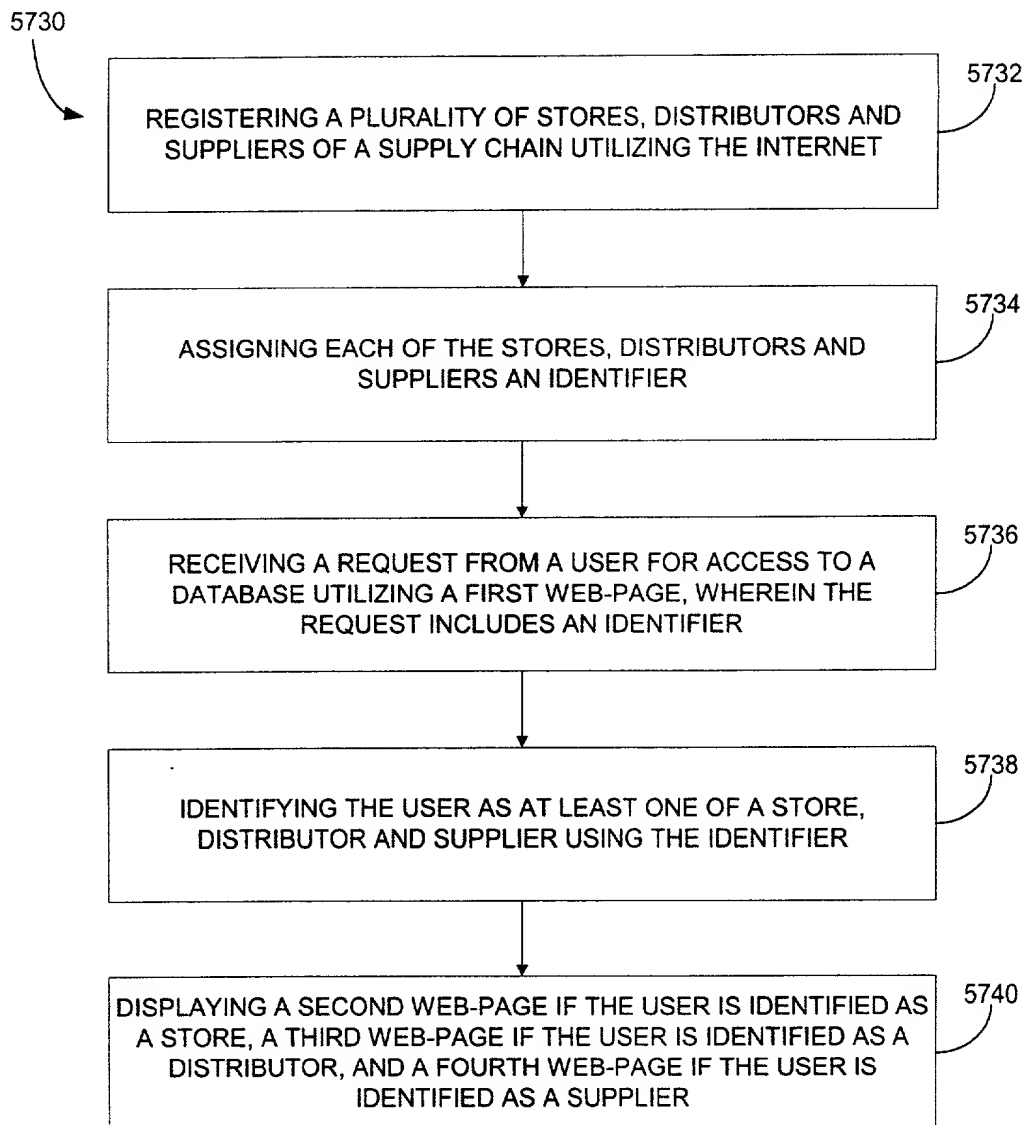 5730
5732
REGISTERING A PLURALITY OF STORES, DISTRIBUTORS AND
SUPPLIERS OF A SUPPLY CHAIN UTILIZING THE INTERNET
5734
ASSIGNING EACH OF THE STORES, DISTRIBUTORS AND
SUPPLIERS AN IDENTIFIER
5736
RECEIVING A REQUEST FROM A USER FOR ACCESS TO A
DATABASE UTILIZING A FIRST WEB-PAGE, WHEREIN THE
REQUEST INCLUDES AN IDENTIFIER
5738
IDENTIFYING THE USER AS AT LEAST ONE OF A STORE,
DISTRIBUTOR AND SUPPLIER USING THE IDENTIFIER
5740
DISPLAYING A SECOND WEB-PAGE IF THE USER IS IDENTIFIED AS
A STORE, A THIRD WEB-PAGE IF THE USER IS IDENTIFIED AS A
DISTRIBUTOR, AND A FOURTH WEB-PAGE IF THE USER IS
IDENTIFIED AS A SUPPLIER